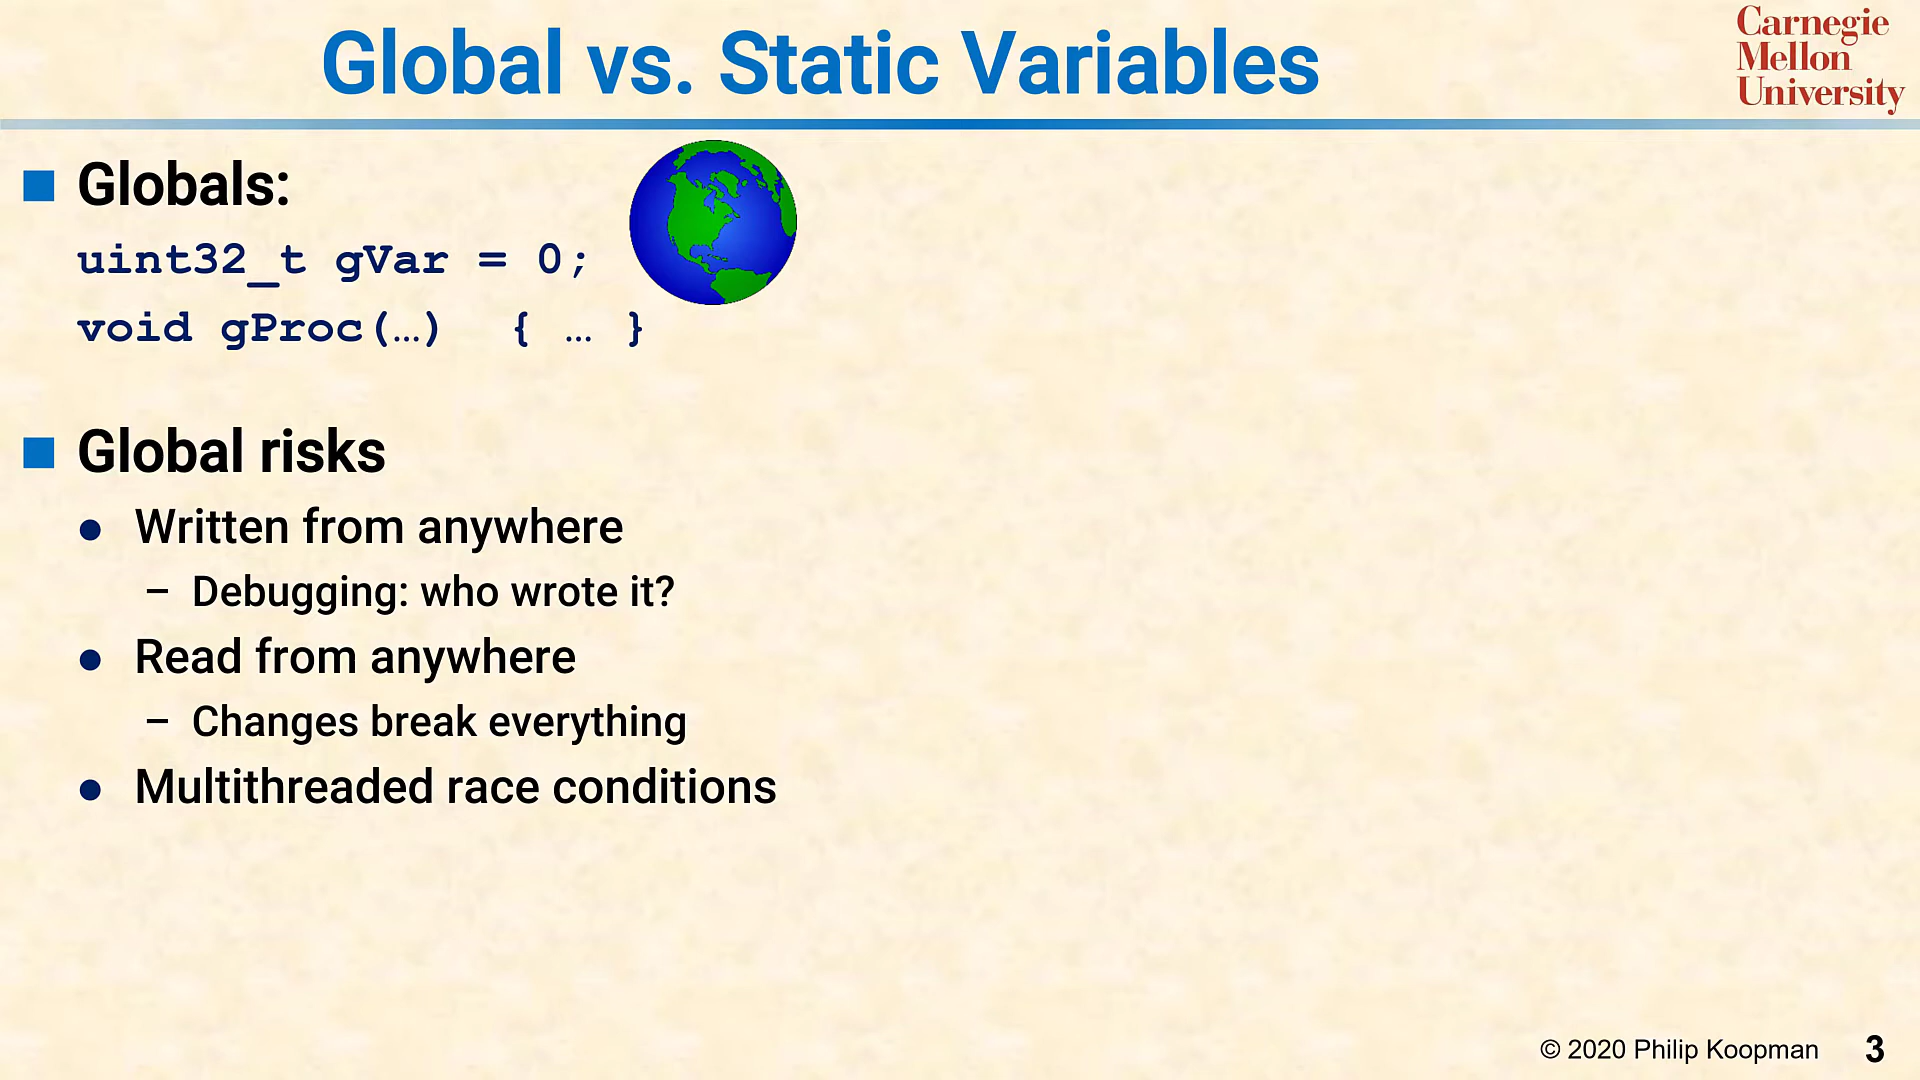 Global vs. Static Variables
Carnegie
Mellon
University
Globals:
uint32_t gVar = 0;
void gProc(…) { … }
Global risks
Written from anywhere
– Debugging: who wrote it?
Read from anywhere
– Changes break everything
Multithreaded race conditions
© 2020 Philip Koopman 3